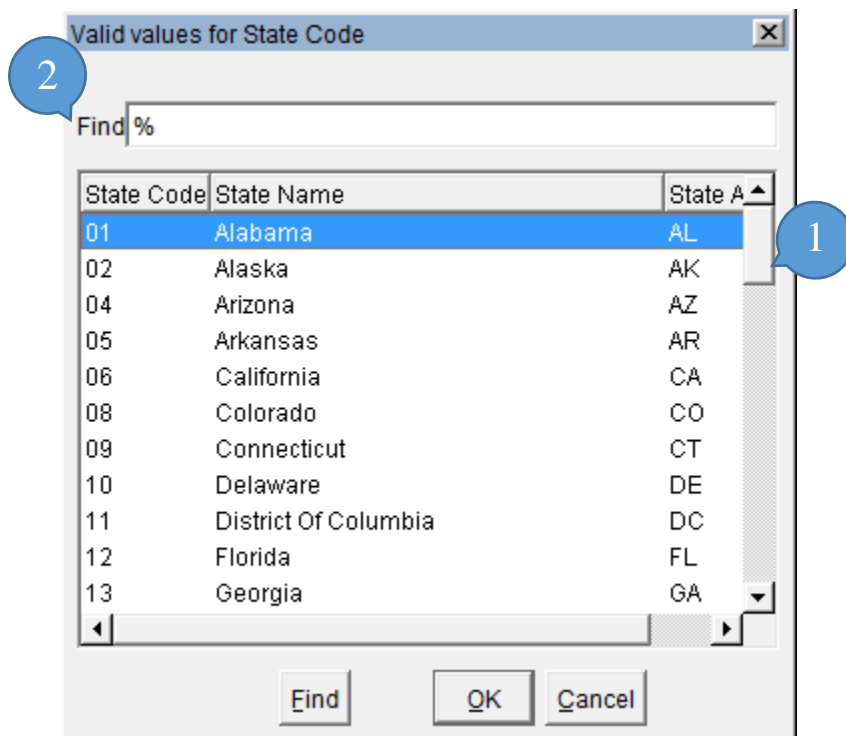 Valid values for State Code
2
Find %
State Code State Name State A
1
01 Alabama AL
02 Alaska AK
04 Arizona AZ
05 Arkansas AR
06 California CA
08 Colorado CO
09 Connecticut CT
10 Delaware DE
11 District Of Columbia DC
12 Florida FL
13 Georgia GA
Find OK Cancel